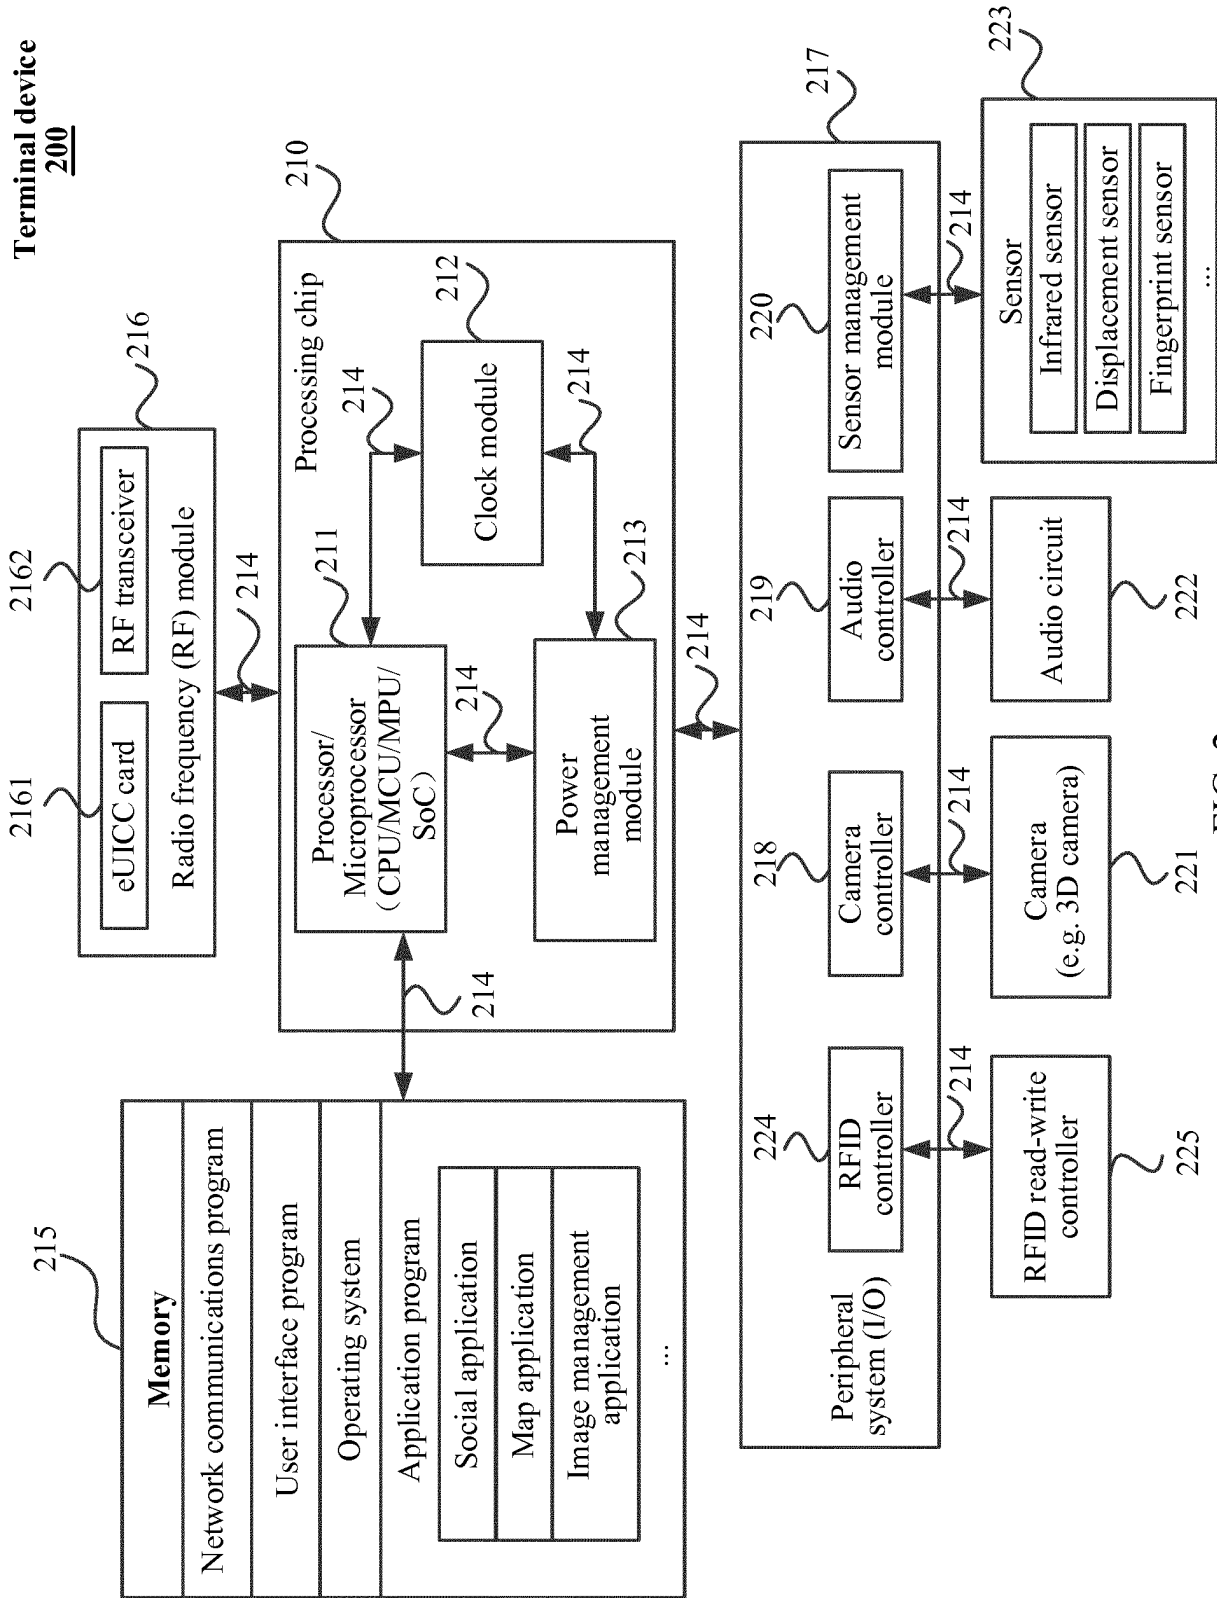 Terminal device
200
2161
2162
216
eUICC card
RF transceiver
Radio frequency (RF) module
214
210
Processing chip
211
Processor/
Microprocessor
(CPU/MCU/MPU/
SoC)
214
212
Clock module
214
214
213
Power
management
module
214
214
215
Memory
Network communications program
User interface program
Operating system
Application program
Social application
Map application
Image management
application
...
217
Peripheral
system (I/O)
224
RFID
controller
218
Camera
controller
219
Audio
controller
220
Sensor management
module
214
214
214
214
RFID read-write
controller
225
Camera
(e.g. 3D camera)
221
Audio circuit
222
223
Sensor
Infrared sensor
Displacement sensor
Fingerprint sensor
...